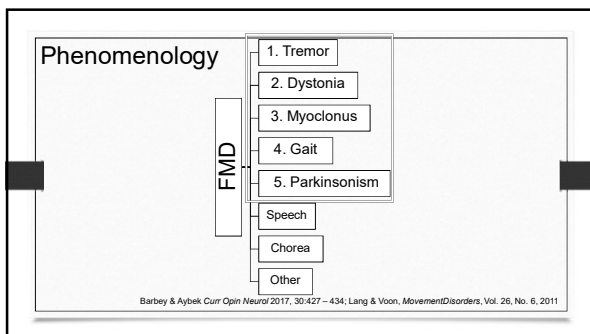 Phenomenology
FMD
1. Tremor
2. Dystonia
3. Myoclonus
4. Gait
5. Parkinsonism
Speech
Chorea
Other
Barbey & Aybek Curr Opin Neurol 2017, 30:427 – 434; Lang & Voon, MovementDisorders, Vol. 26, No. 6, 2011